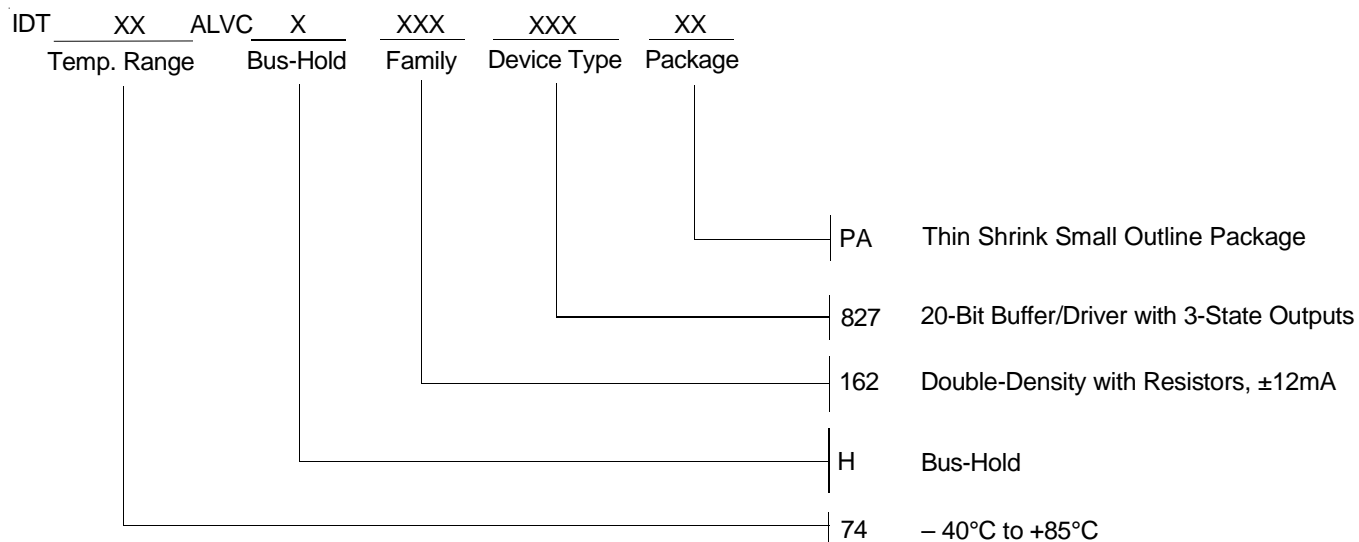 IDT XX ALVC X XXX XXX XX
Temp. Range Bus-Hold Family Device Type Package
PA Thin Shrink Small Outline Package
827 20-Bit Buffer/Driver with 3-State Outputs
162 Double-Density with Resistors, ±12mA
H Bus-Hold
74 – 40°C to +85°C